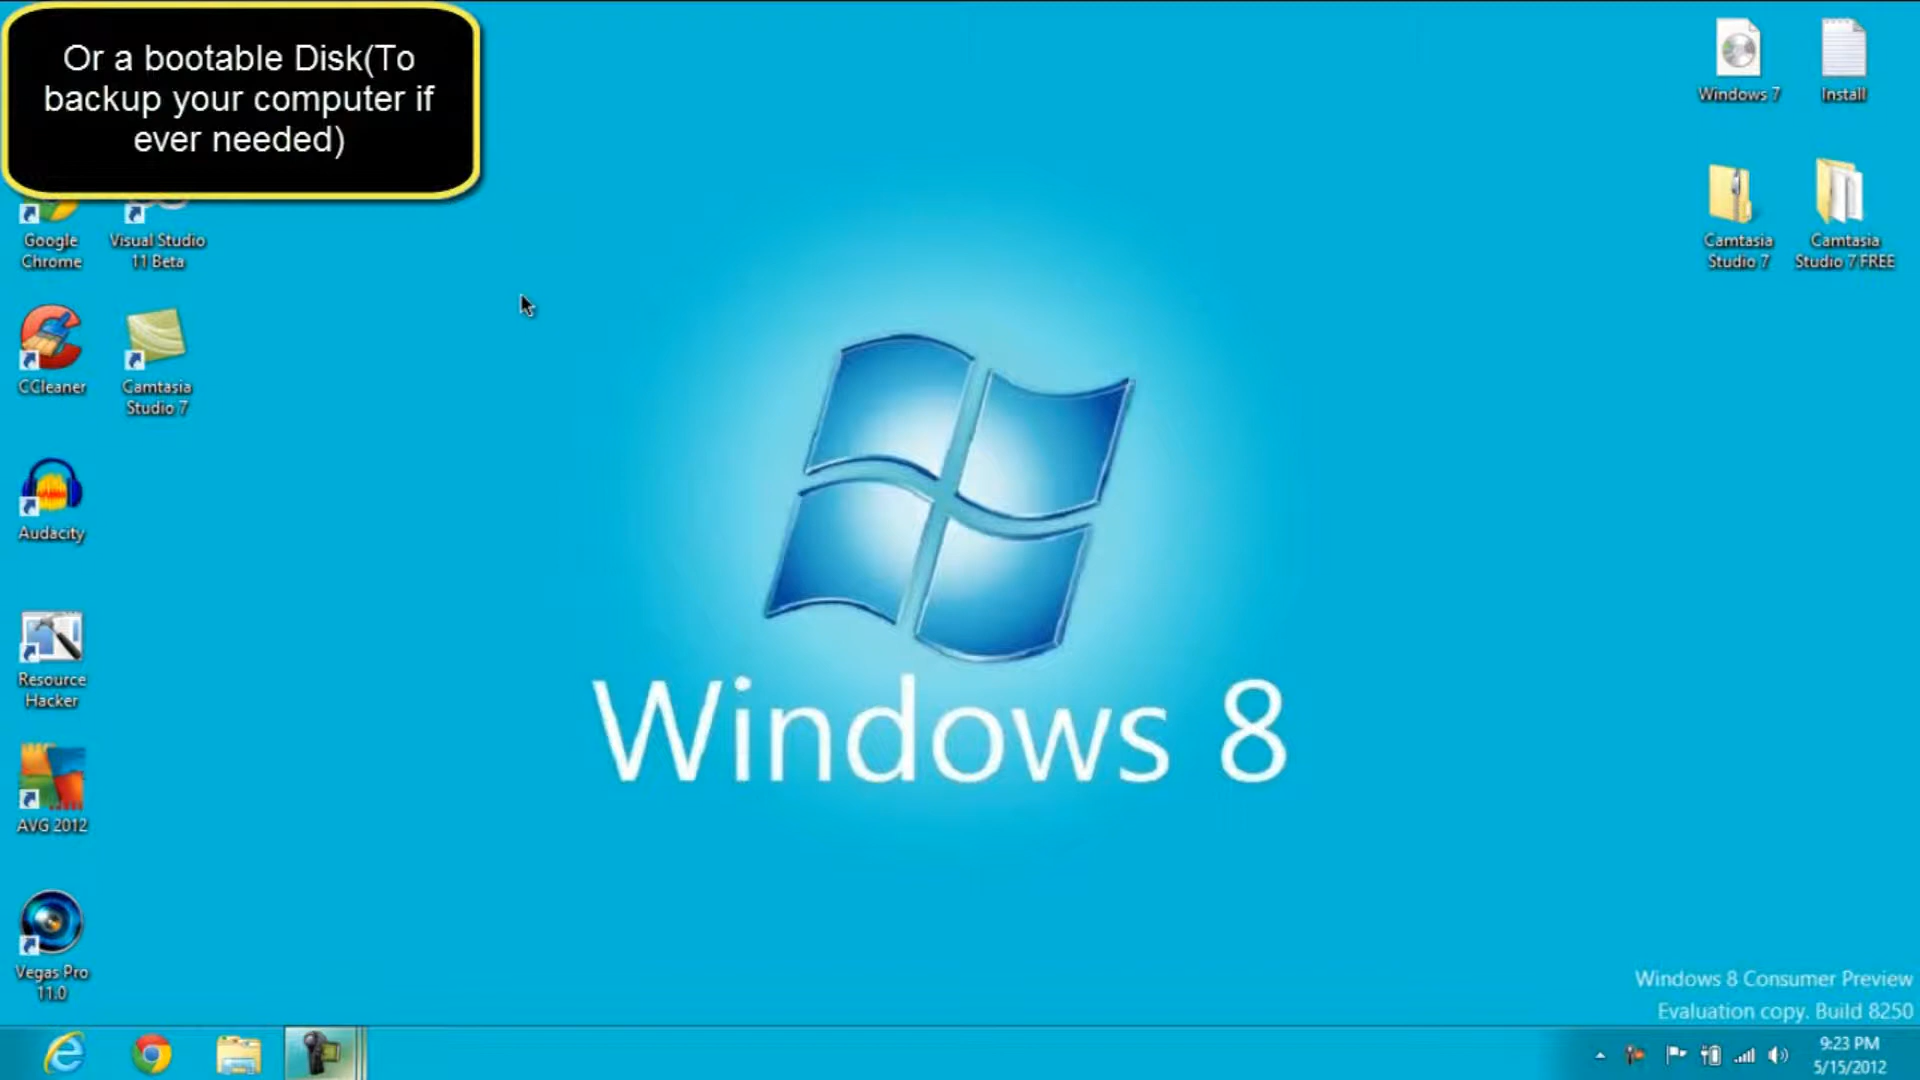 Or a bootable Disk(To
backup your computer if
ever needed)
Windows 7
Install
Google
Chrome
Visual Studio
11 Beta
Camtasia
Studio 7
Camtasia
Studio 7 FREE
CCleaner
Camtasia
Studio 7
Audacity
Resource
Hacker
AVG 2012
Vegas Pro
11.0
Windows 8
Windows 8 Consumer Preview
Evaluation copy. Build 8250
9:23 PM
5/15/2012